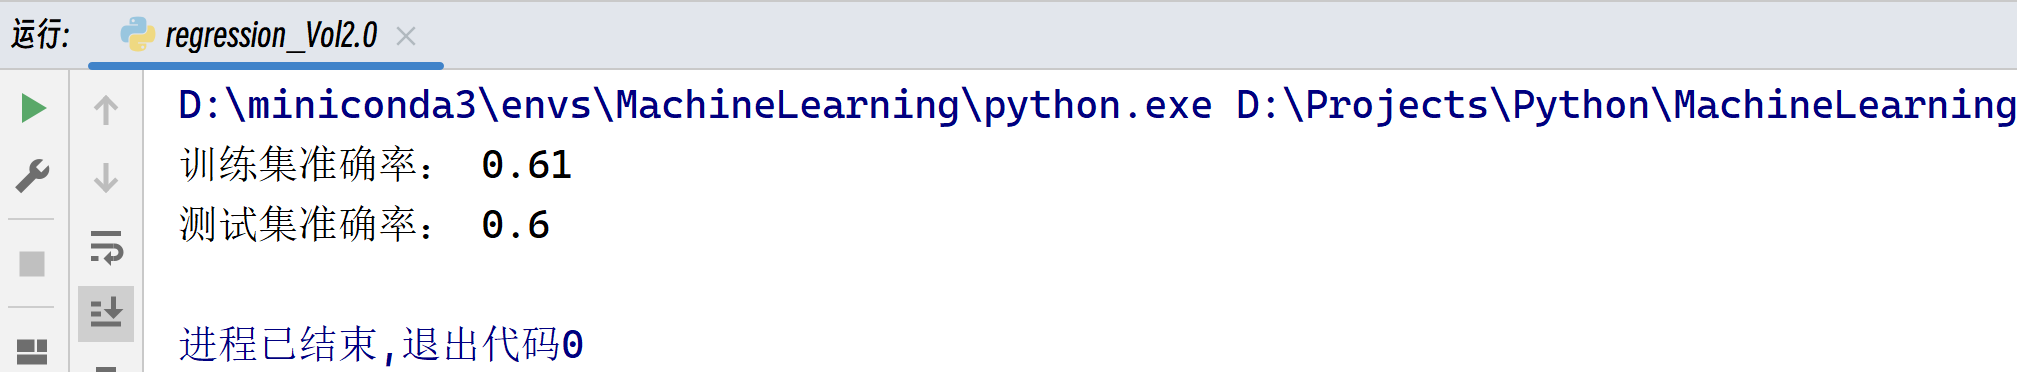 运行:
regression_Vol2.0
D:\miniconda3\envs\MachineLearning\python.exe D:\Projects\Python\MachineLearning
训练集准确率： 0.61
测试集准确率： 0.6
进程已结束,退出代码0